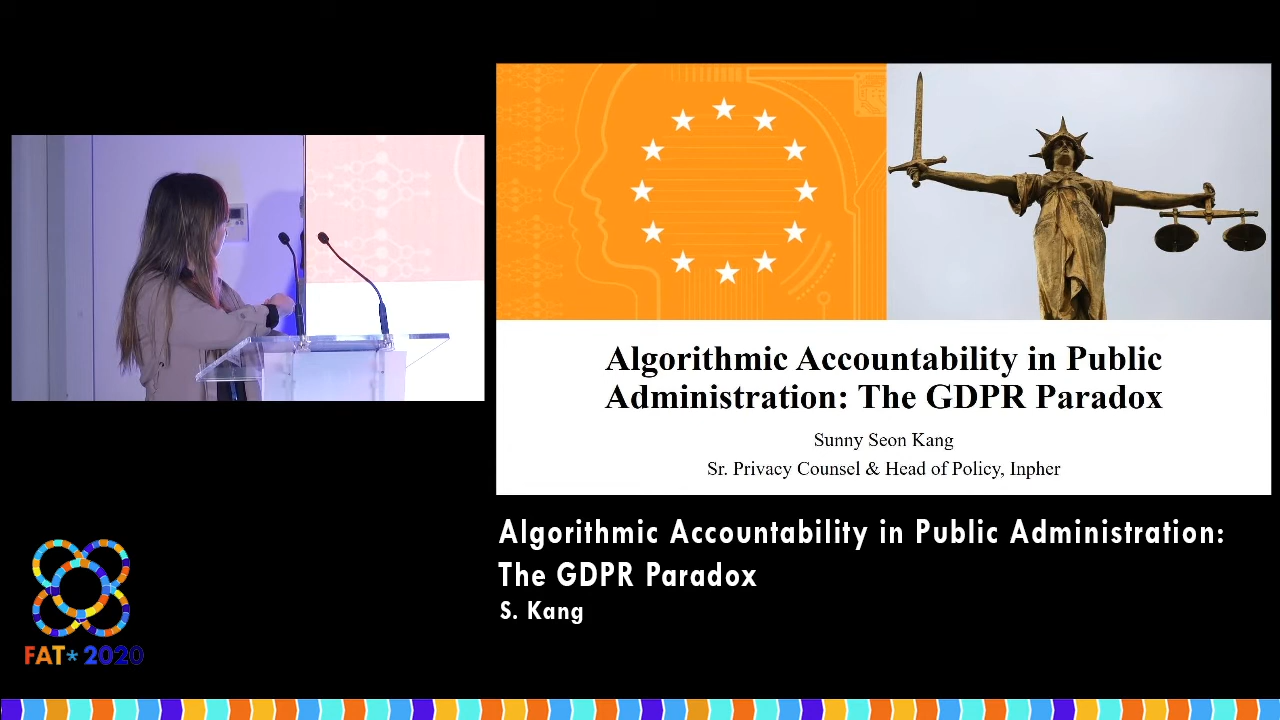 Algorithmic Accountability in Public
Administration: The GDPR Paradox
Sunny Seon Kang
Sr. Privacy Counsel & Head of Policy, Inpher
Algorithmic Accountability in Public Administration:
The GDPR Paradox
S. Kang
FAT* 2020